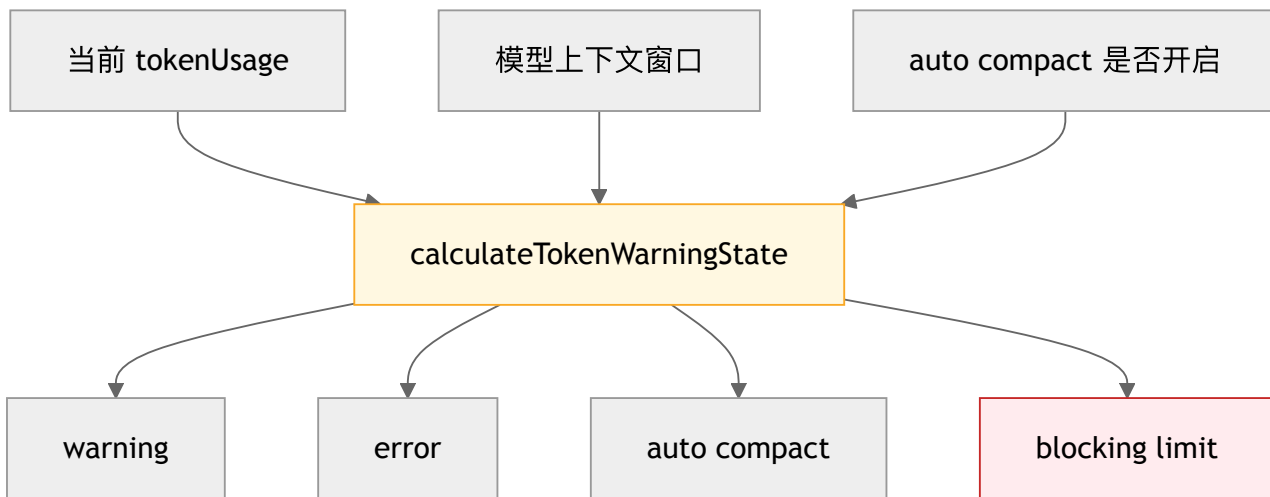 当前 tokenUsage
模型上下文窗口
auto compact 是否开启
calculateTokenWarningState
warning
error
auto compact
blocking limit